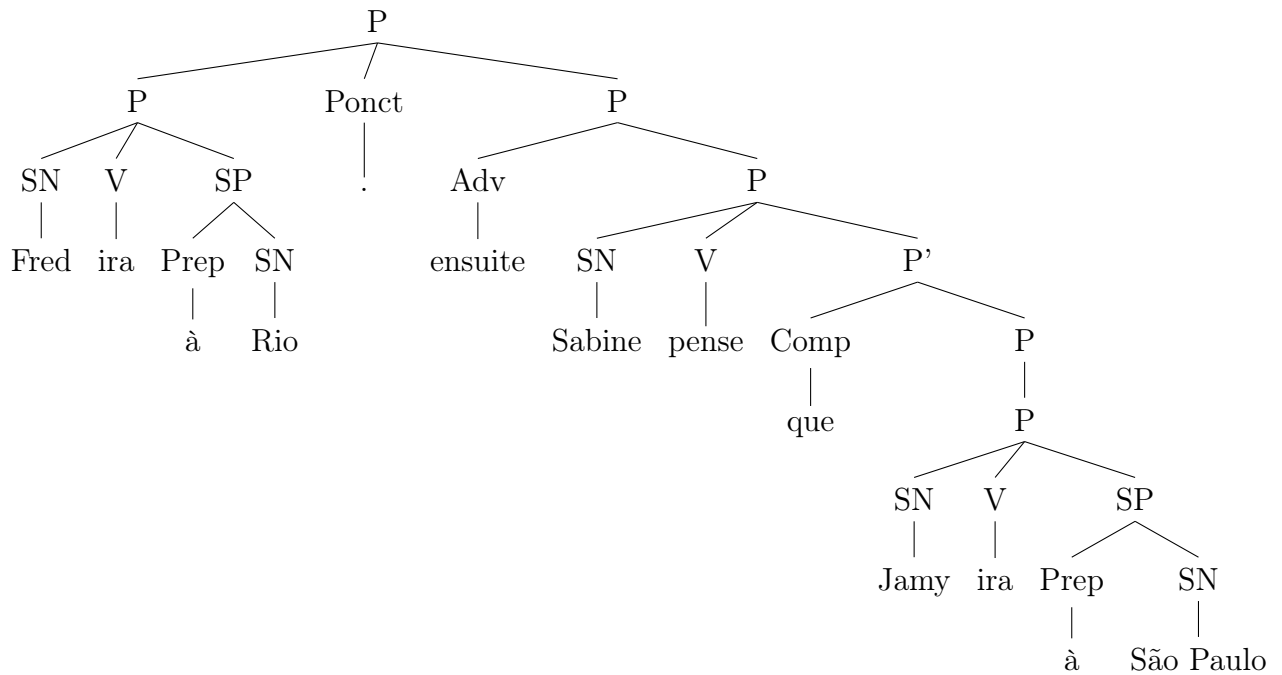 P
P Ponct P
SN V SP . Adv P
Fred ira Prep SN ensuite SN V P'
à Rio Sabine pense Comp P
que P
SN V SP
Jamy ira Prep SN
à São Paulo